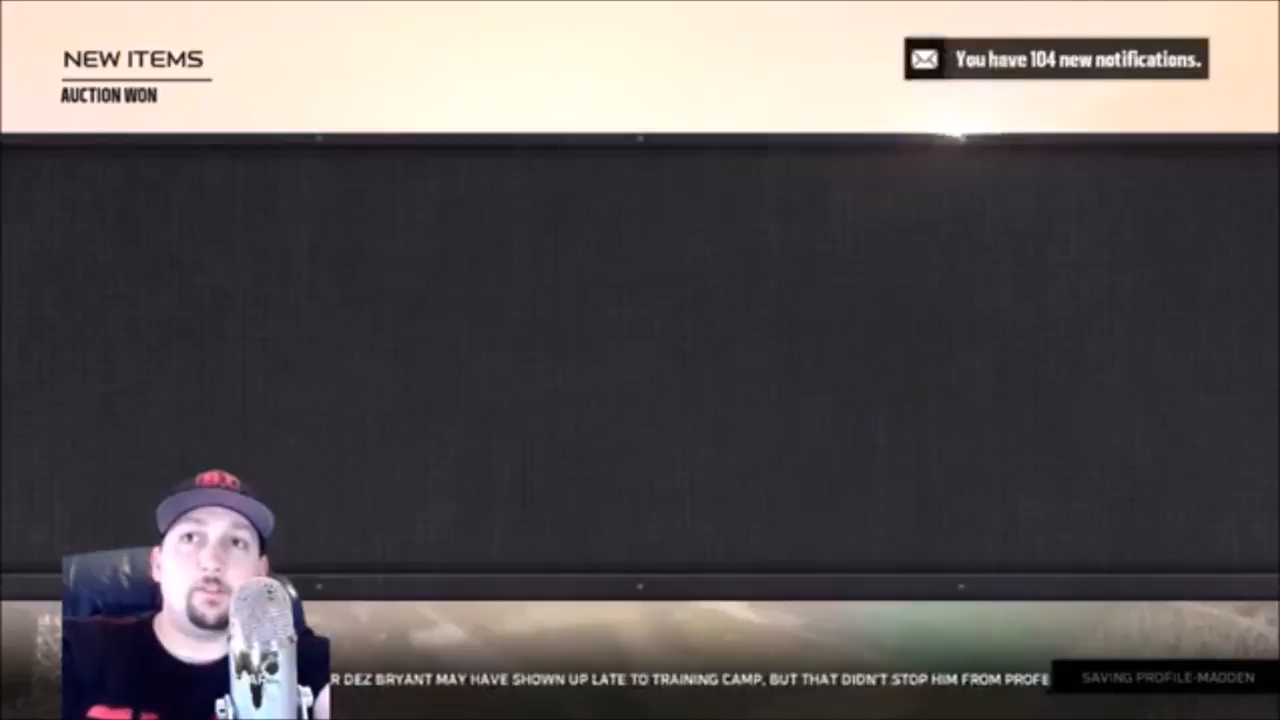 NEW ITEMS
AUCTION WON
You have 104 new notifications.
R DEZ BRYANT MAY HAVE SHOWN UP LATE TO TRAINING CAMP, BUT THAT DIDN'T STOP HIM FROM PROFE
SAVING PROFILE-MADDEN